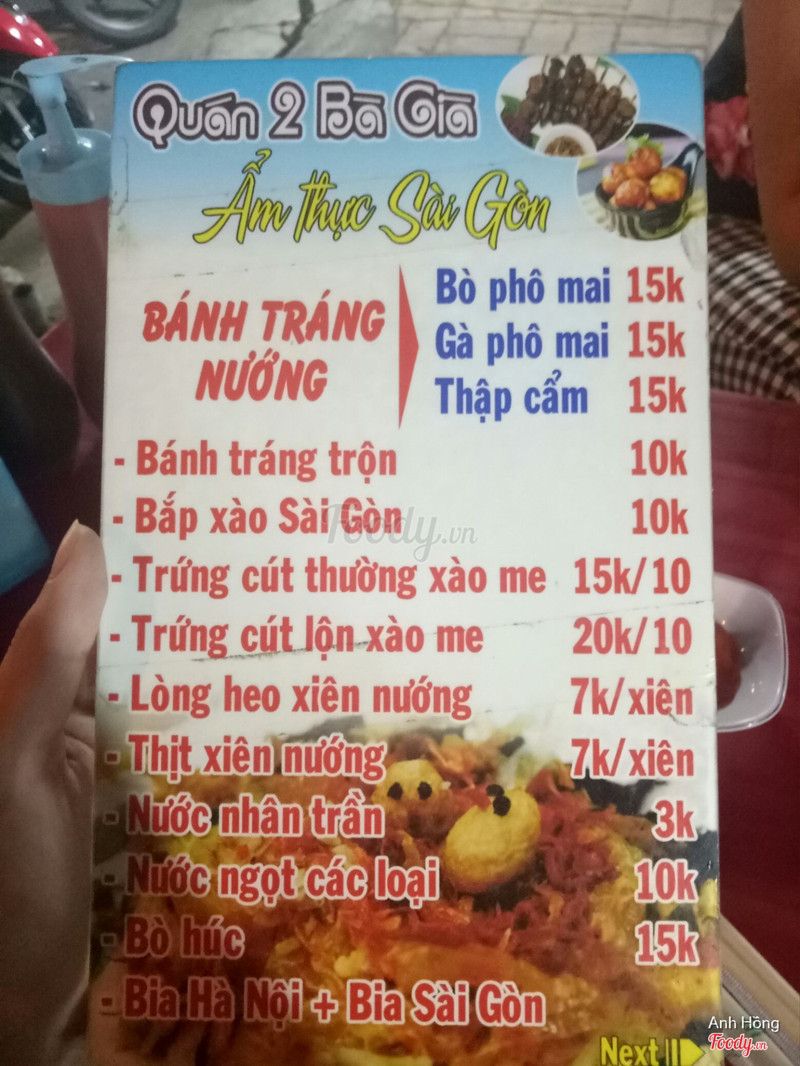 Quán 2 Bà Già
Ẩm thực Sài Gòn
BÁNH TRÁNG NƯỚNG
Bò phô mai 15k
Gà phô mai 15k
Thập cẩm 15k
- Bánh tráng trộn 10k
- Bắp xào Sài Gòn 10k
- Trứng cút thường xào me 15k/10
- Trứng cút lộn xào me 20k/10
- Lòng heo xiên nướng 7k/xiên
- Thịt xiên nướng 7k/xiên
- Nước nhân trần 3k
- Nước ngọt các loại 10k
- Bò húc 15k
- Bia Hà Nội + Bia Sài Gòn
Next
Foody.vn
Anh Hồng
Foody.vn